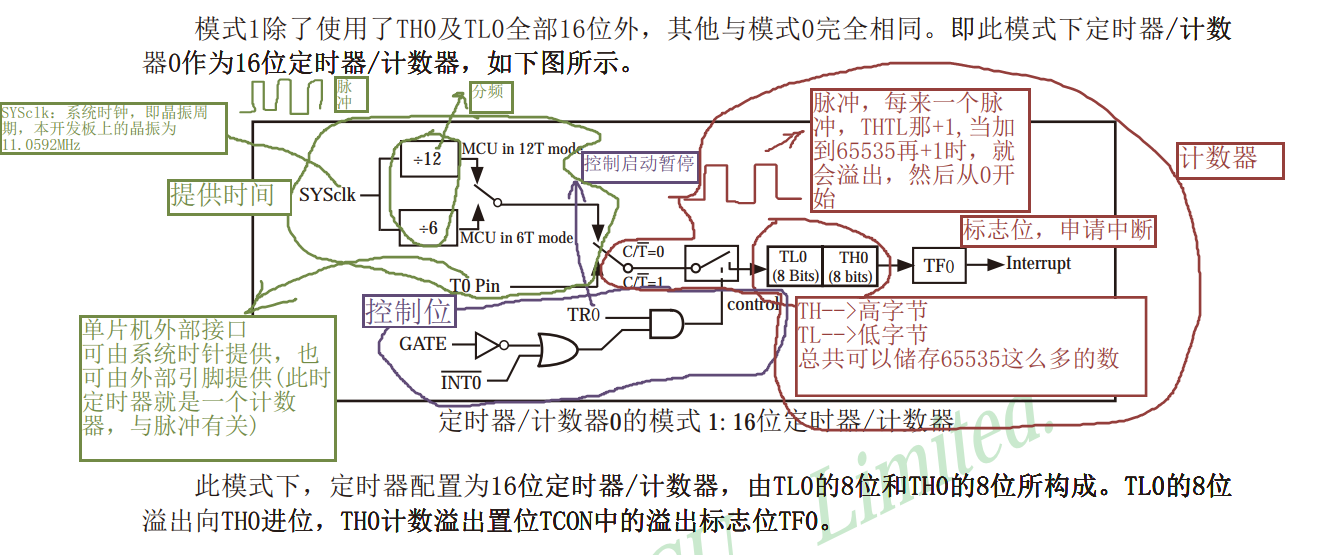 模式1除了使用了TH0及TL0全部16位外，其他与模式0完全相同。即此模式下定时器/计数
器0作为16位定时器/计数器，如下图所示。
脉
冲
分频
SYSclk：系统时钟，即晶振周
期，本开发板上的晶振为
11.0592MHz
脉冲，每来一个脉
冲，THTL那+1,当加
到65535再+1时，就
会溢出，然后从0开
始
计数器
÷12
MCU in 12T mode
控制启动暂停
提供时间
SYSclk
÷6
MCU in 6T mode
标志位，申请中断
C/T̅=0
TL0
(8 Bits)
TH0
(8 bits)
TF0
Interrupt
C/T̅=1
T0 Pin
control
控制位
TR0
TH-->高字节
TL-->低字节
总共可以储存65535这么多的数
单片机外部接口
可由系统时针提供，也
可由外部引脚提供(此时
定时器就是一个计数
器，与脉冲有关)
GATE
I̅N̅T̅0̅
定时器/计数器0的模式 1: 16位定时器/计数器
Limited.
此模式下，定时器配置为16位定时器/计数器，由TL0的8位和TH0的8位所构成。TL0的8位
溢出向TH0进位，TH0计数溢出置位TCON中的溢出标志位TF0。